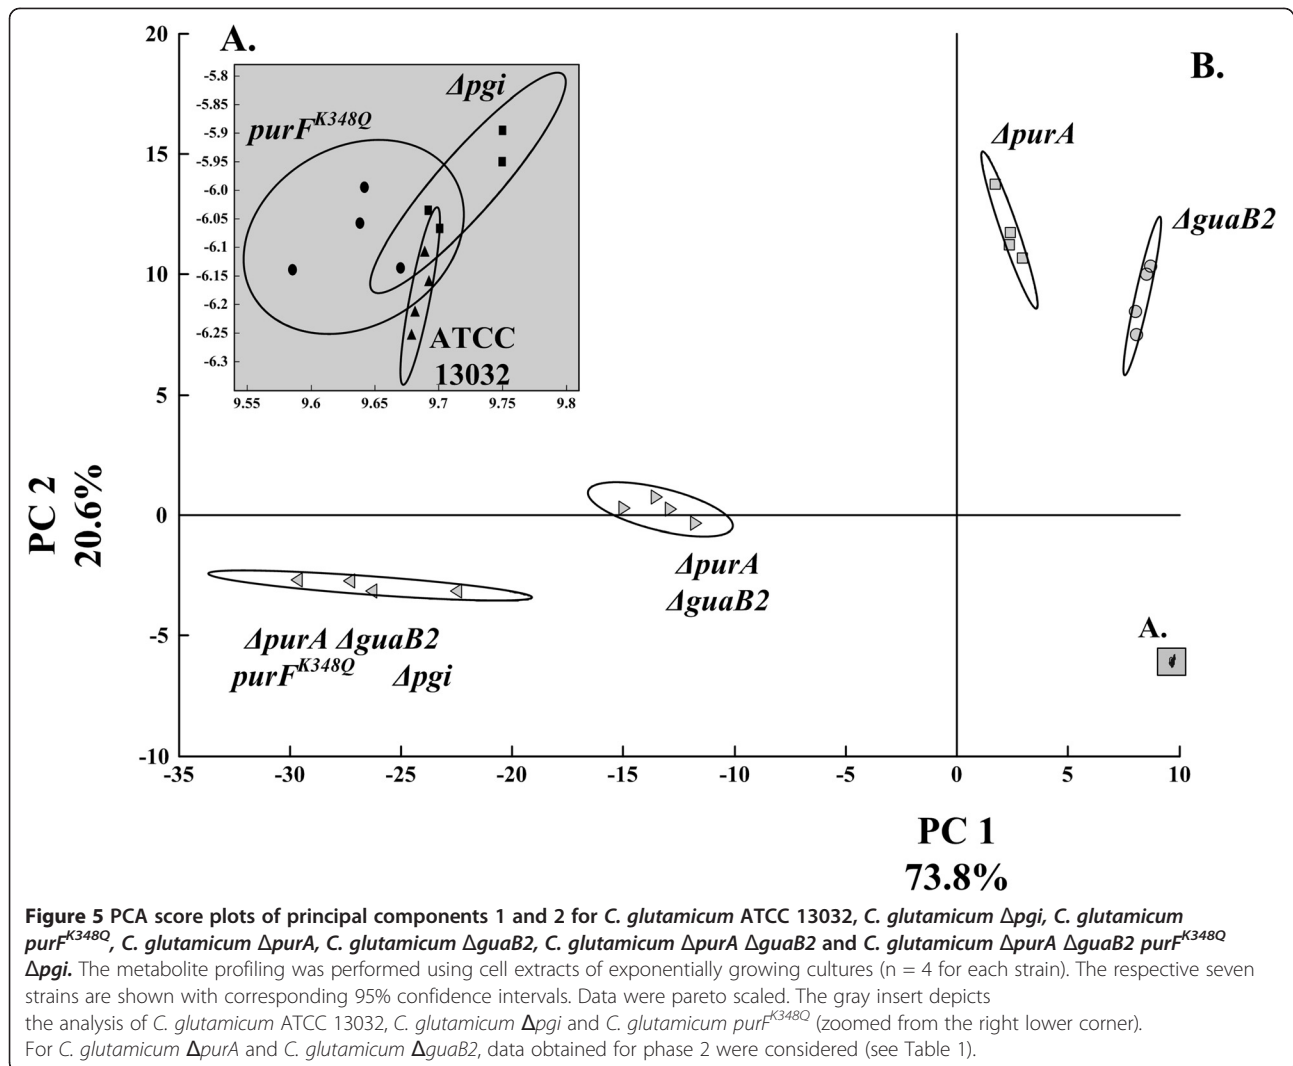 20
A.
B.
-5.8
-5.85
-5.9
-5.95
-6.0
-6.05
-6.1
-6.15
-6.2
-6.25
-6.3
Δpgi
purF^K348Q
ATCC
13032
9.55 9.6 9.65 9.7 9.75 9.8
ΔpurA
ΔguaB2
15
10
5
0
-5
-10
PC 2
20.6%
ΔpurA
ΔguaB2
ΔpurA ΔguaB2
purF^K348Q Δpgi
A.
-35 -30 -25 -20 -15 -10 -5 0 5 10
PC 1
73.8%
Figure 5 PCA score plots of principal components 1 and 2 for C. glutamicum ATCC 13032, C. glutamicum Δpgi, C. glutamicum
purF^K348Q, C. glutamicum ΔpurA, C. glutamicum ΔguaB2, C. glutamicum ΔpurA ΔguaB2 and C. glutamicum ΔpurA ΔguaB2 purF^K348Q
Δpgi. The metabolite profiling was performed using cell extracts of exponentially growing cultures (n = 4 for each strain). The respective seven
strains are shown with corresponding 95% confidence intervals. Data were pareto scaled. The gray insert depicts
the analysis of C. glutamicum ATCC 13032, C. glutamicum Δpgi and C. glutamicum purF^K348Q (zoomed from the right lower corner).
For C. glutamicum ΔpurA and C. glutamicum ΔguaB2, data obtained for phase 2 were considered (see Table 1).